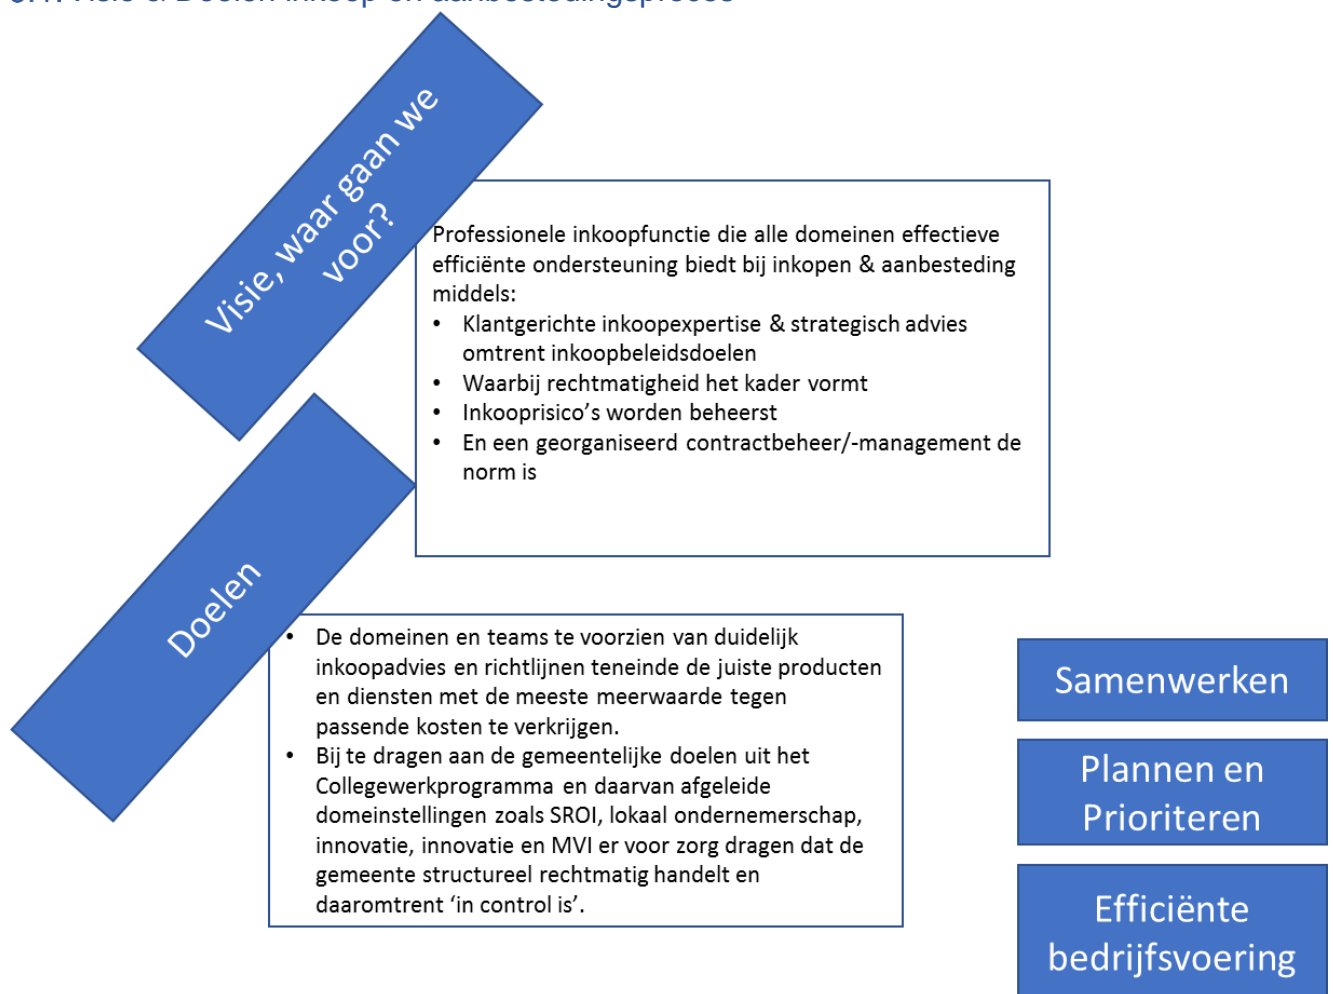 Visie & Doelen Inkoop en aanbestedingsproces
Visie, waar gaan we
voor?
Professionele inkoopfunctie die alle domeinen effectieve
efficiënte ondersteuning biedt bij inkopen & aanbesteding
middels:
• Klantgerichte inkoopexpertise & strategisch advies
omtrent inkoopbeleidsdoelen
• Waarbij rechtmatigheid het kader vormt
• Inkooprisico’s worden beheerst
• En een georganiseerd contractbeheer/-management de
norm is
Doelen
• De domeinen en teams te voorzien van duidelijk
inkoopadvies en richtlijnen teneinde de juiste producten
en diensten met de meeste meerwaarde tegen
passende kosten te verkrijgen.
• Bij te dragen aan de gemeentelijke doelen uit het
Collegewerkprogramma en daarvan afgeleide
domeinstellingen zoals SROI, lokaal ondernemerschap,
innovatie, innovatie en MVI er voor zorg dragen dat de
gemeente structureel rechtmatig handelt en
daaromtrent ‘in control is’.
Samenwerken
Plannen en
Prioriteren
Efficiënte
bedrijfsvoering